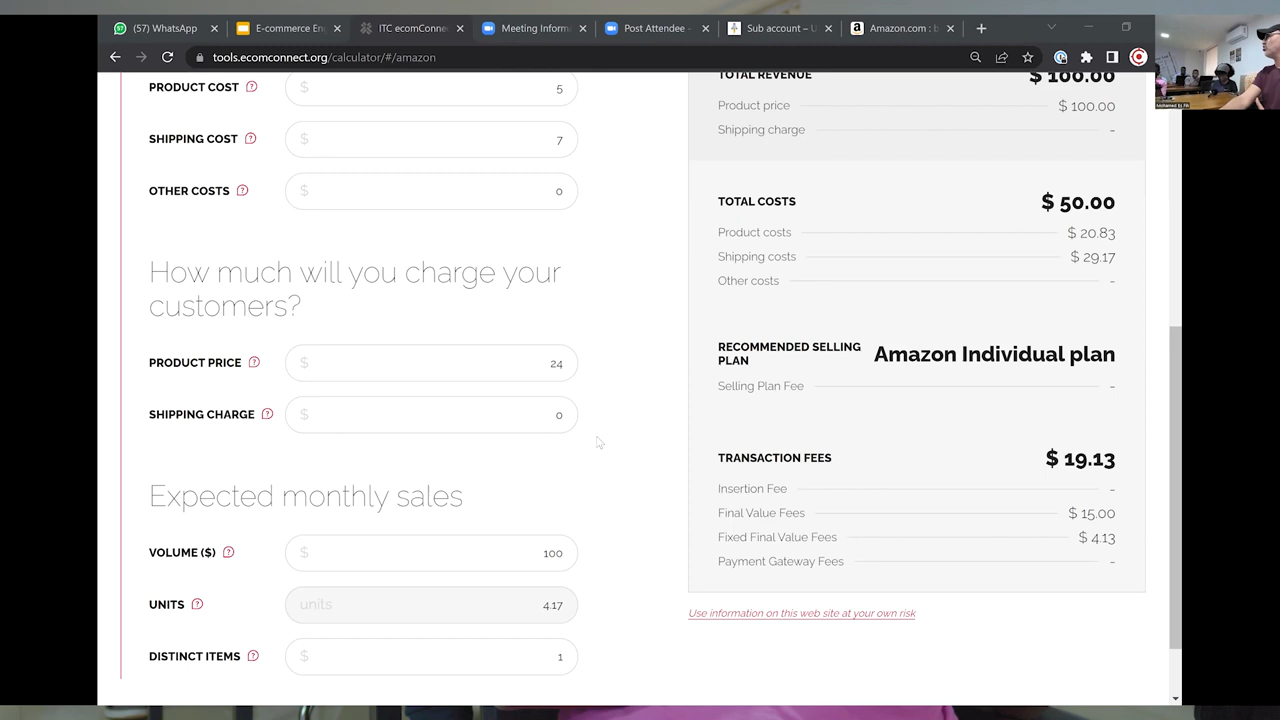 (57) WhatsApp
E-commerce En
ITC ecomConne
Meeting Inform
Post Attendee -
Sub account – U
Amazon.com : b
tools.ecomconnect.org/calculator/#/amazon
PRODUCT COST ? $ 5
SHIPPING COST ? $ 7
OTHER COSTS ? $ 0
How much will you charge your
customers?
PRODUCT PRICE ? $ 24
SHIPPING CHARGE ? $ 0
Expected monthly sales
VOLUME ($) ? $ 100
UNITS ? units 4.17
DISTINCT ITEMS ? $ 1
TOTAL REVENUE $ 100.00
Product price $ 100.00
Shipping charge -
TOTAL COSTS $ 50.00
Product costs $ 20.83
Shipping costs $ 29.17
Other costs -
RECOMMENDED SELLING
PLAN
Amazon Individual plan
Selling Plan Fee -
TRANSACTION FEES $ 19.13
Insertion Fee -
Final Value Fees $ 15.00
Fixed Final Value Fees $ 4.13
Payment Gateway Fees -
Use information on this web site at your own risk